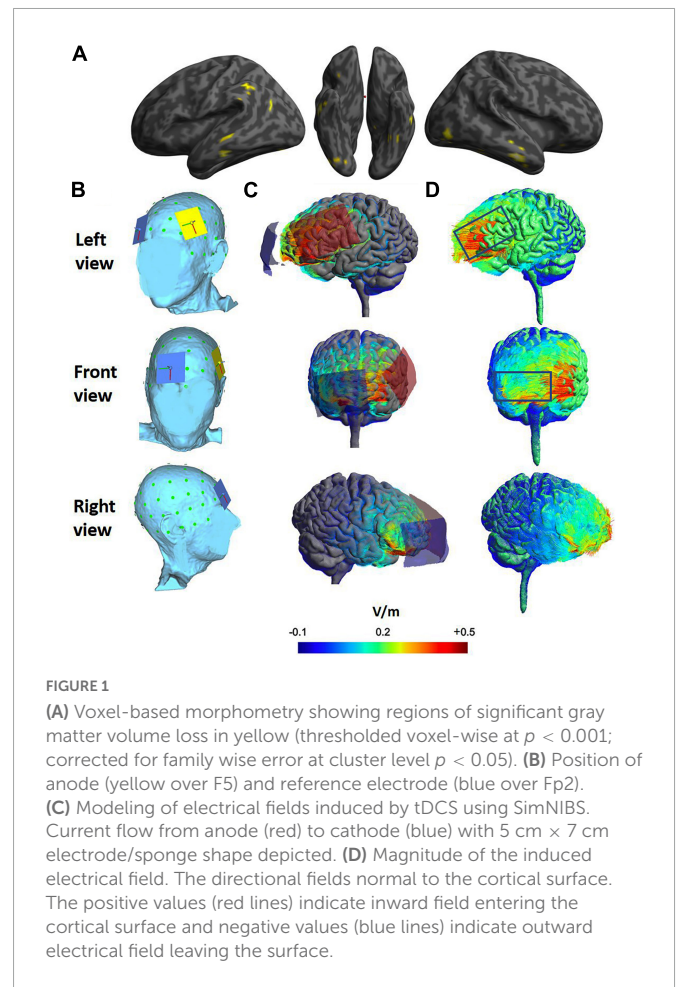 A
B
C
D
Left
view
Front
view
Right
view
V/m
-0.1 0.2 +0.5
FIGURE 1
(A) Voxel-based morphometry showing regions of significant gray
matter volume loss in yellow (thresholded voxel-wise at p < 0.001;
corrected for family wise error at cluster level p < 0.05). (B) Position of
anode (yellow over F5) and reference electrode (blue over Fp2).
(C) Modeling of electrical fields induced by tDCS using SimNIBS.
Current flow from anode (red) to cathode (blue) with 5 cm × 7 cm
electrode/sponge shape depicted. (D) Magnitude of the induced
electrical field. The directional fields normal to the cortical surface.
The positive values (red lines) indicate inward field entering the
cortical surface and negative values (blue lines) indicate outward
electrical field leaving the surface.